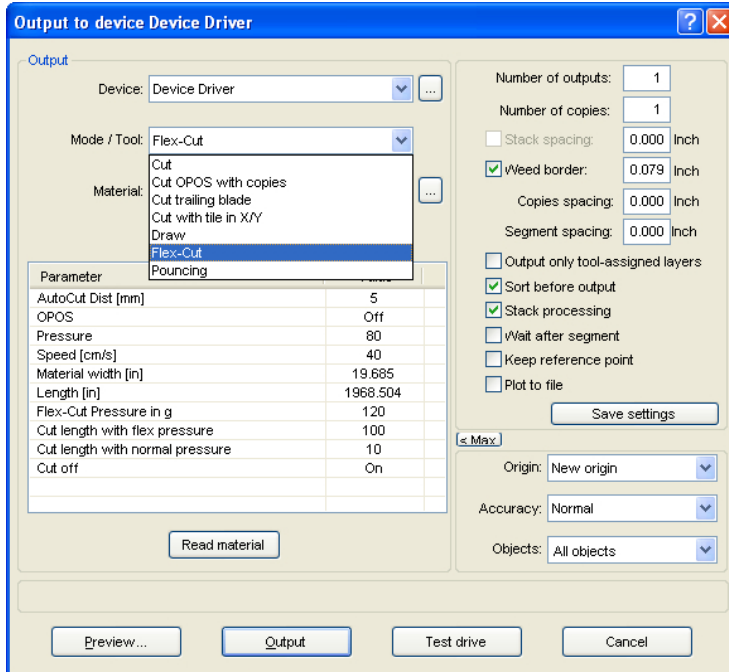 Output to device Device Driver
Output
Device: Device Driver ...
Mode / Tool: Flex-Cut
Cut
Cut OPOS with copies
Cut trailing blade
Cut with tile in X/Y
Draw
Flex-Cut
Pouncing
Material: ...
Parameter
AutoCut Dist [mm] 5
OPOS Off
Pressure 80
Speed [cm/s] 40
Material width [in] 19.685
Length [in] 1968.504
Flex-Cut Pressure in g 120
Cut length with flex pressure 100
Cut length with normal pressure 10
Cut off On
Read material
Number of outputs: 1
Number of copies: 1
Stack spacing: 0.000 Inch
Weed border: 0.079 Inch
Copies spacing: 0.000 Inch
Segment spacing: 0.000 Inch
Output only tool-assigned layers
Sort before output
Stack processing
Wait after segment
Keep reference point
Plot to file
Save settings
< Max
Origin: New origin
Accuracy: Normal
Objects: All objects
Preview... Output Test drive Cancel